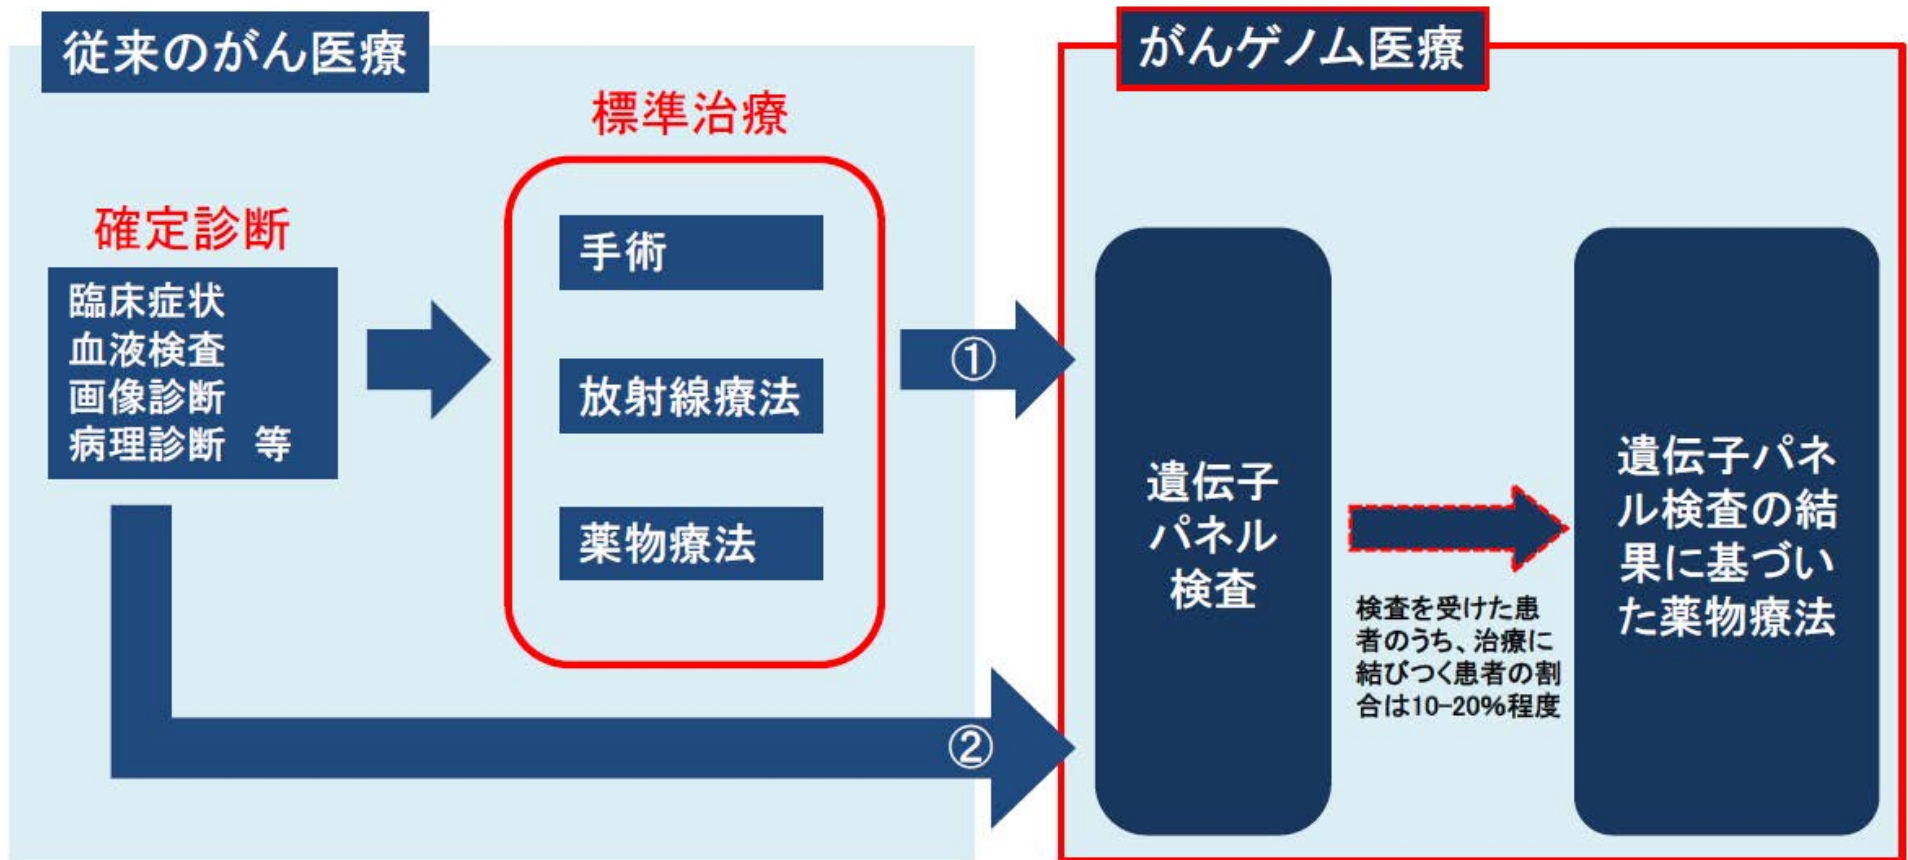 従来のがん医療
標準治療
確定診断
臨床症状
血液検査
画像診断
病理診断　等
手術
放射線療法
薬物療法
①
②
がんゲノム医療
遺伝子
パネル
検査
検査を受けた患
者のうち、治療に
結びつく患者の割
合は10-20%程度
遺伝子パネ
ル検査の結
果に基づい
た薬物療法